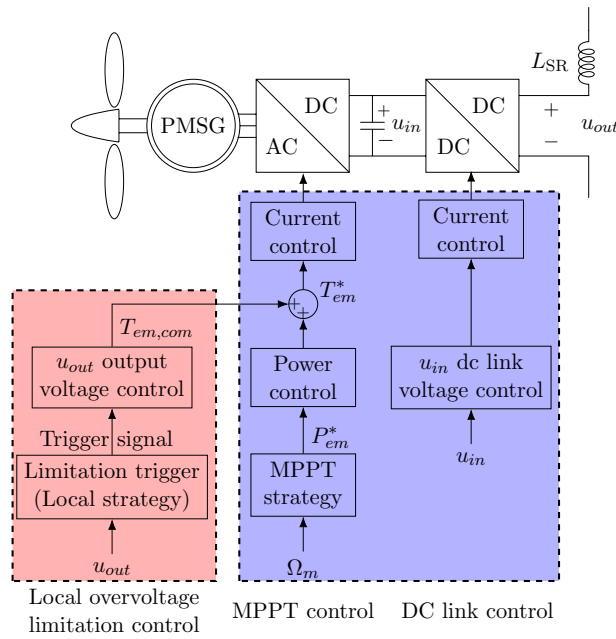 L_SR
PMSG
DC
AC
+
−
u_in
DC
DC
+
−
u_out
Current
control
Current
control
T*_em
+
+
T_em,com
u_out output
voltage control
Power
control
u_in dc link
voltage control
Trigger signal
P*_em
u_in
Limitation trigger
(Local strategy)
MPPT
strategy
u_out
Ω_m
Local overvoltage
limitation control
MPPT control
DC link control